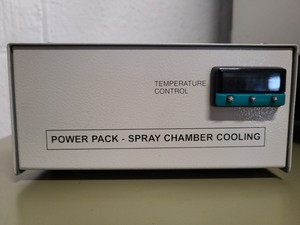 TEMPERATURE
CONTROL
POWER PACK - SPRAY CHAMBER COOLING